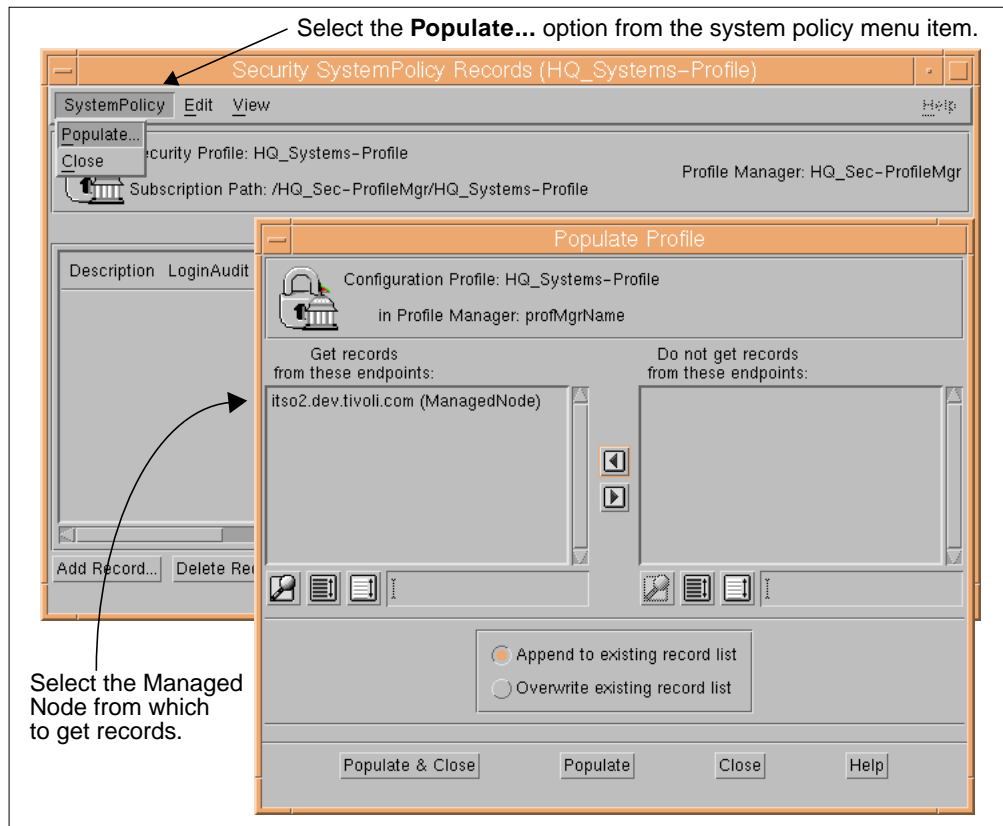 Select the Populate... option from the system policy menu item.
Security SystemPolicy Records (HQ_Systems-Profile)
SystemPolicy Edit View Help
Populate...
Close
ecurity Profile: HQ_Systems-Profile
Subscription Path: /HQ_Sec-ProfileMgr/HQ_Systems-Profile
Profile Manager: HQ_Sec-ProfileMgr
Description LoginAudit
Add Record... Delete Rec
Populate Profile
Configuration Profile: HQ_Systems-Profile
in Profile Manager: profMgrName
Get records
from these endpoints:
itso2.dev.tivoli.com (ManagedNode)
Do not get records
from these endpoints:
Append to existing record list
Overwrite existing record list
Populate & Close Populate Close Help
Select the Managed
Node from which
to get records.